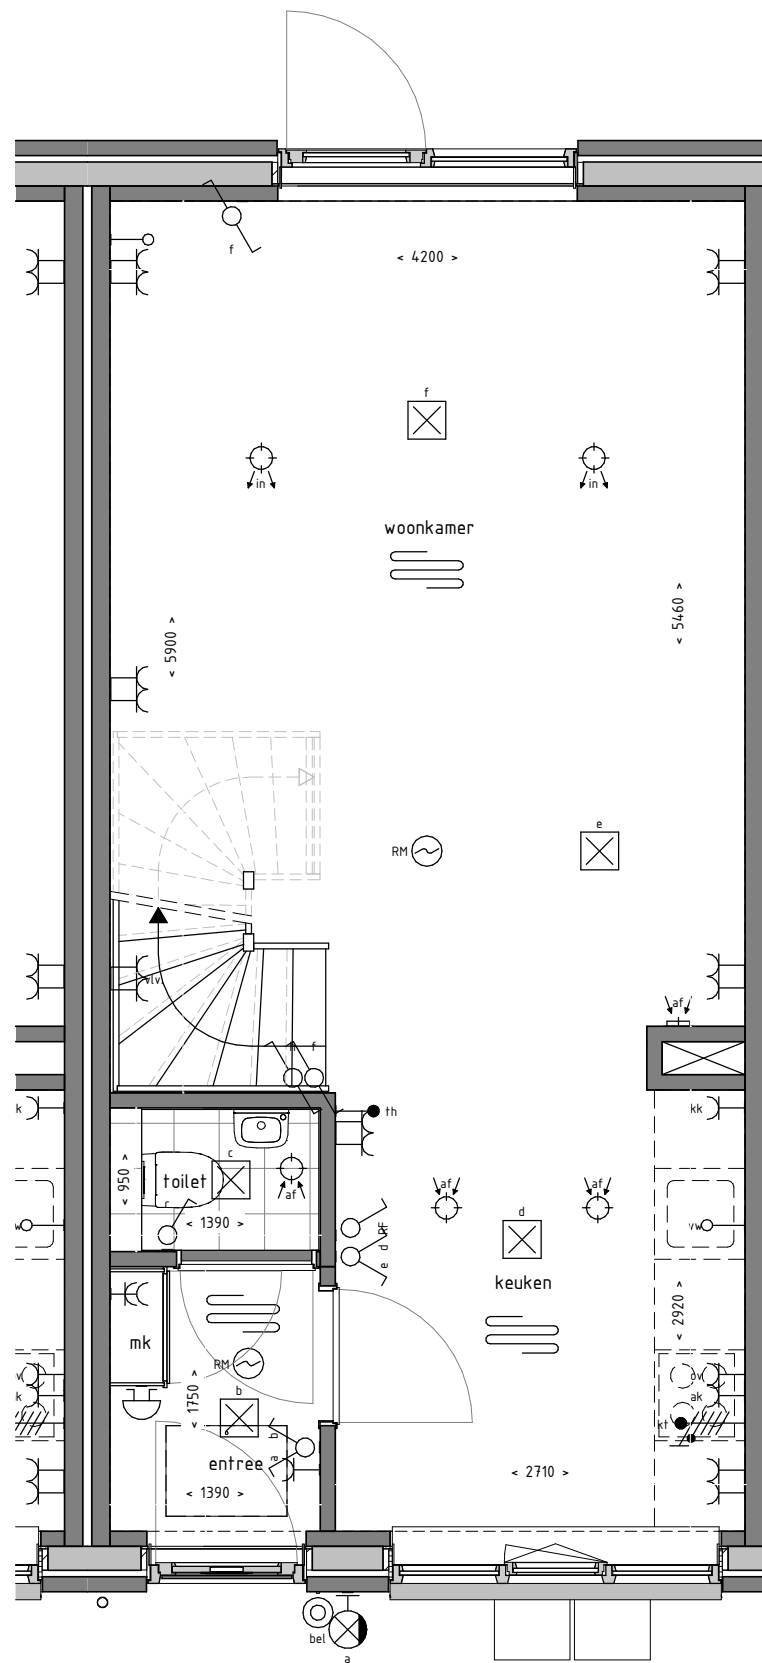 f
< 4200 >
f
in
in
woonkamer
< 5460 >
< 5900 >
e
RM
vlv.
af
f
k
th
kk
c
< 950 >
toilet
af
af
af
c
< 1390 >
RF
d
e
d
w
vw
keuken
< 2920 >
mk
RM
< 1750 >
b
v
ov
k
ak
kt
b
a
entree
< 1390 >
< 2710 >
bel
a